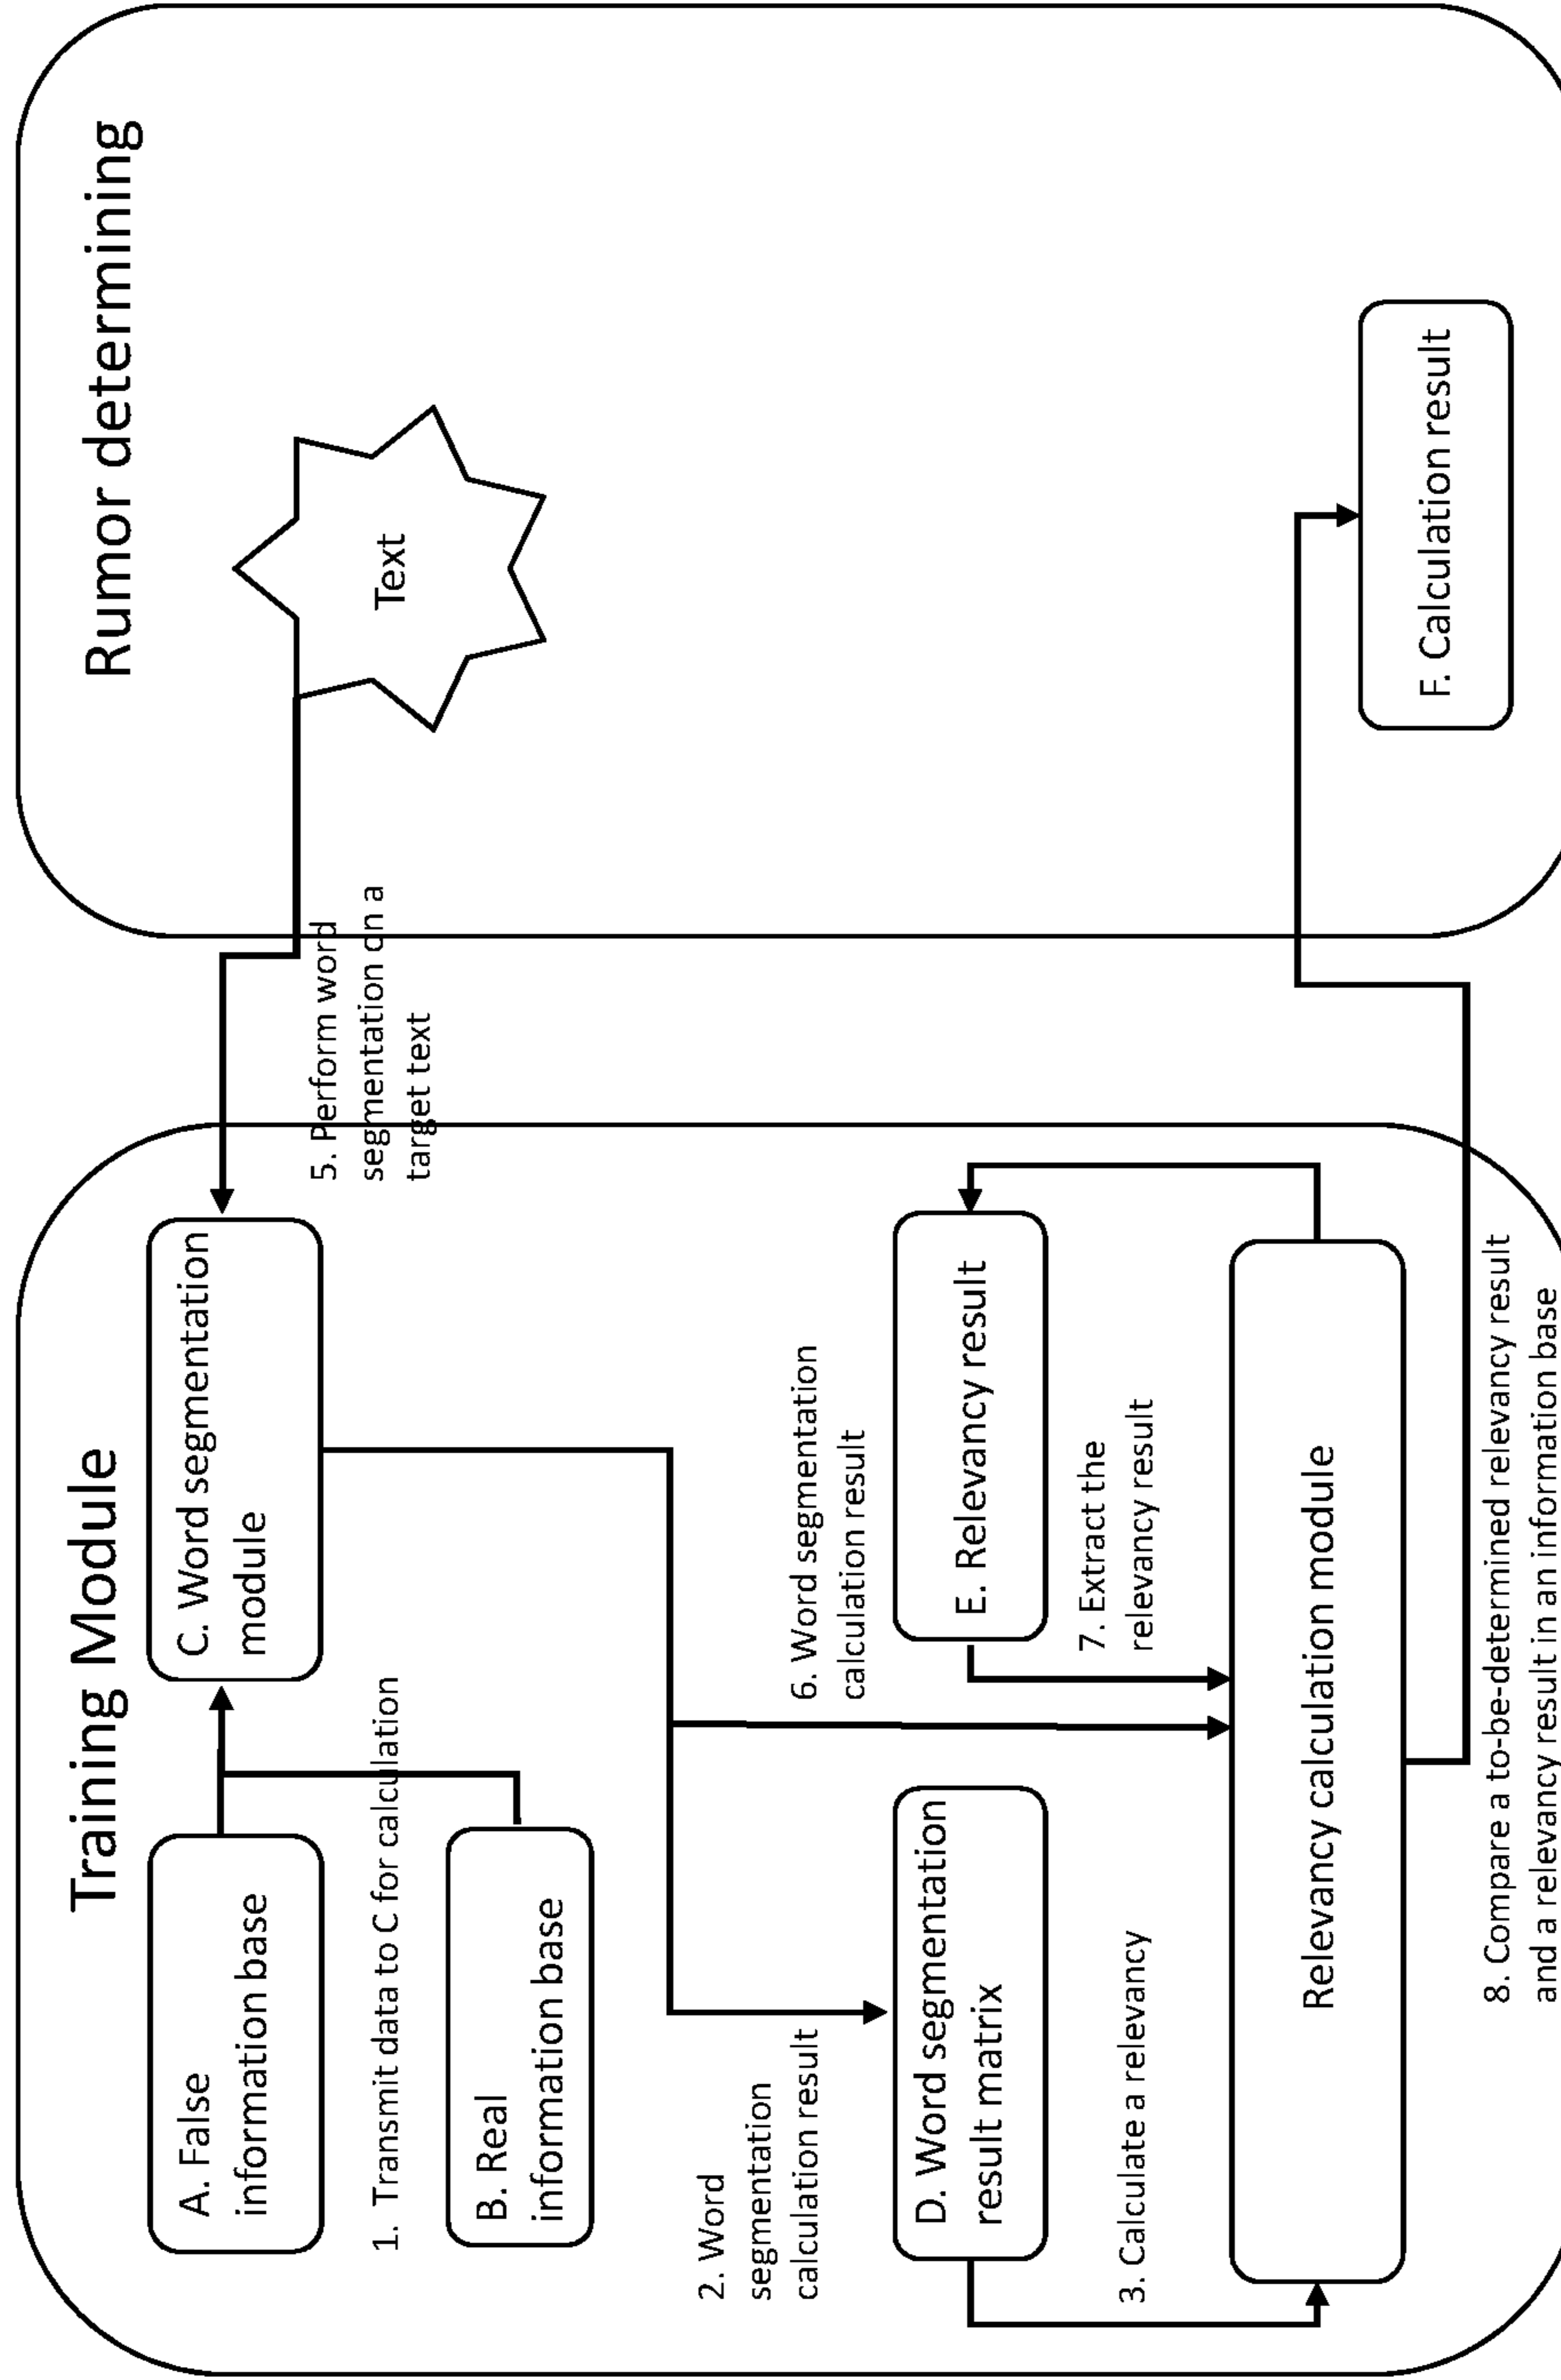 Training Module
A. False
information base
1. Transmit data to C for calculation
B. Real
information base
C. Word segmentation
module
2. Word
segmentation
calculation result
D. Word segmentation
result matrix
3. Calculate a relevancy
6. Word segmentation
calculation result
E. Relevancy result
7. Extract the
relevancy result
Relevancy calculation module
8. Compare a to-be-determined relevancy result
and a relevancy result in an information base
5. Perform word
segmentation on a
target text
Rumor determining
Text
F. Calculation result